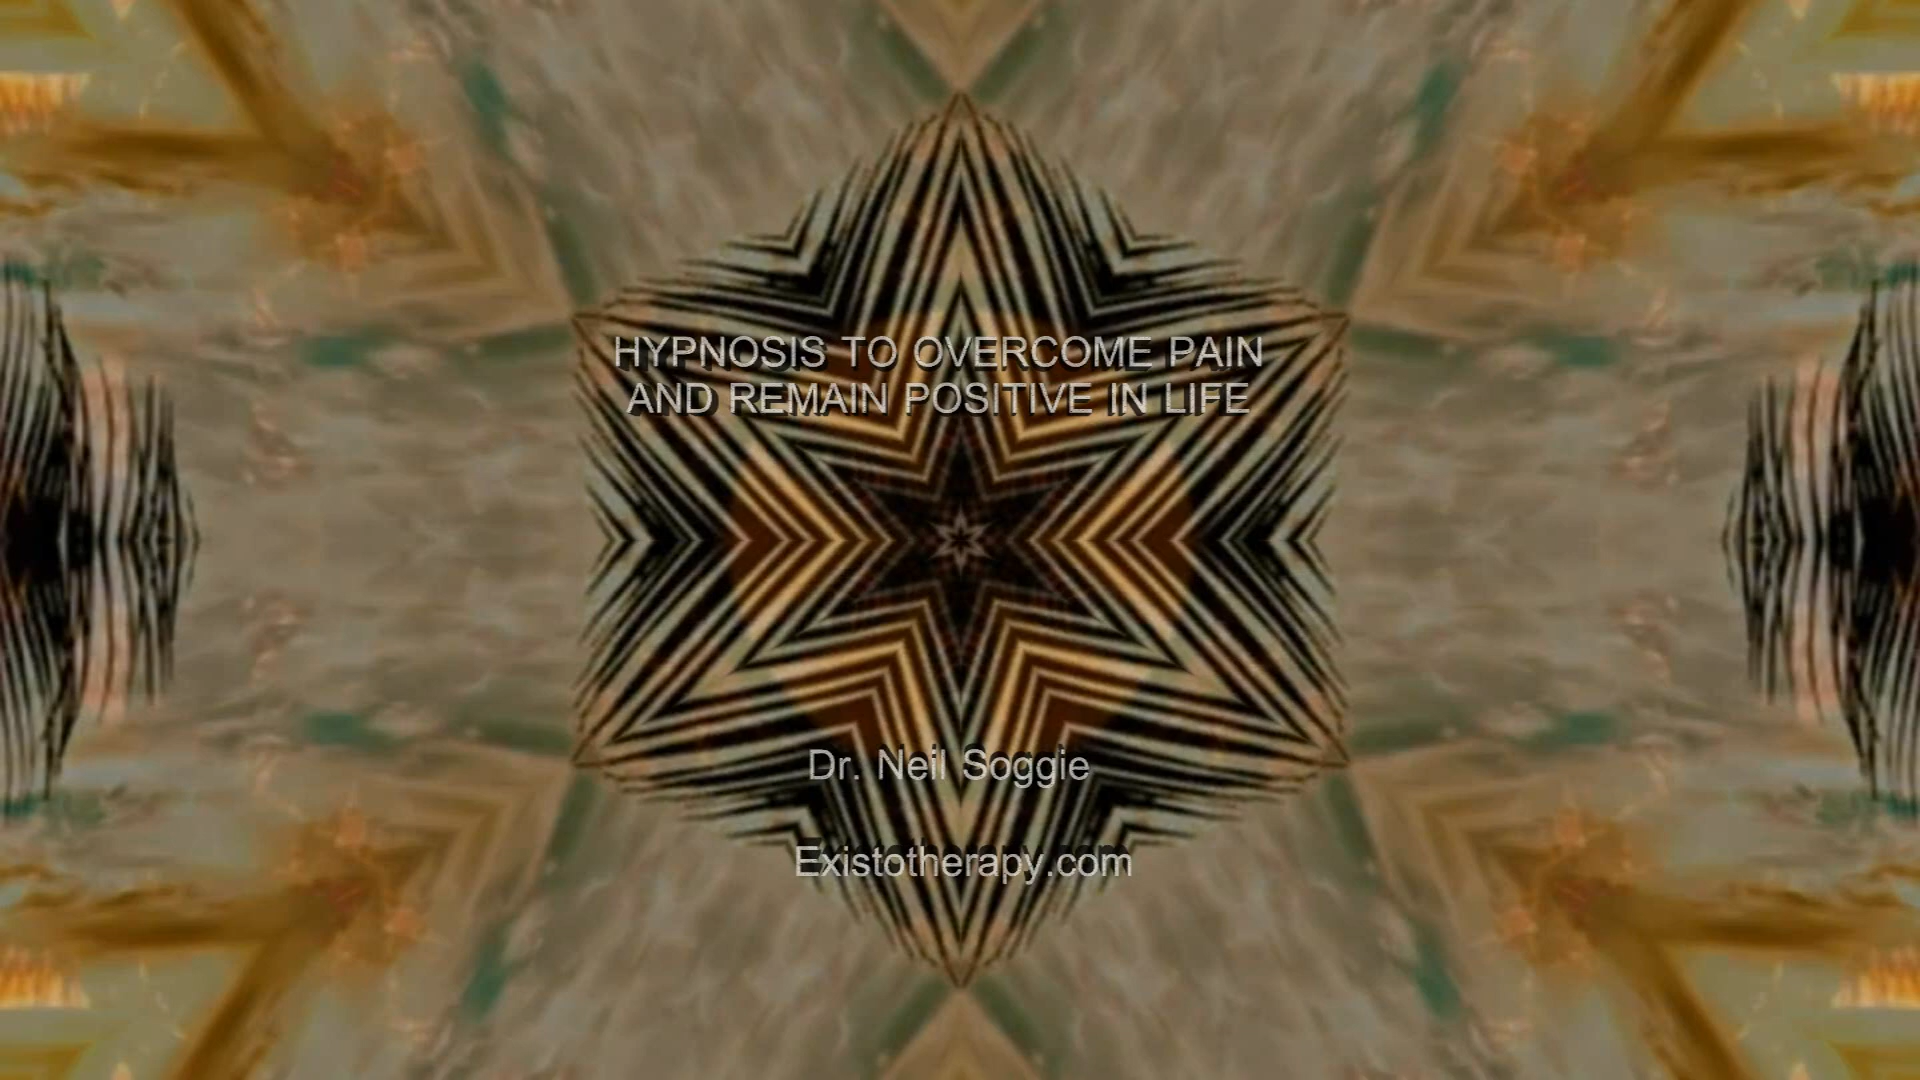 HYPNOSIS TO OVERCOME PAIN
AND REMAIN POSITIVE IN LIFE
Dr. Neil Soggie
Existotherapy.com